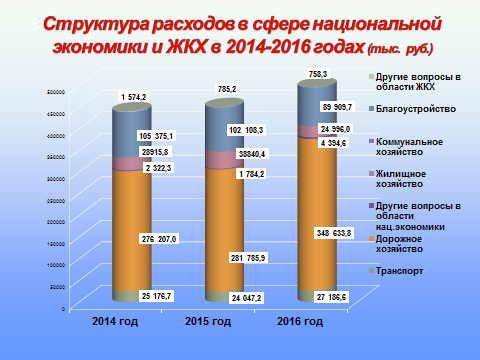 Структура расходов в сфере национальной
экономики и ЖКХ в 2014-2016 годах (тыс. руб.)
500000
450000
400000
350000
300000
250000
200000
150000
100000
50000
0
1 574,2
105 375,1
28915,8
2 322,3
276 207,0
25 176,7
785,2
102 108,3
38840,4
1 784,2
281 785,9
24 047,2
758,3
89 909,7
24 996,0
4 394,6
348 633,8
27 186,6
2014 год
2015 год
2016 год
Другие вопросы в
области ЖКХ
Благоустройство
Коммунальное
хозяйство
Жилищное
хозяйство
Другие вопросы в
области
нац.экономики
Дорожное
хозяйство
Транспорт